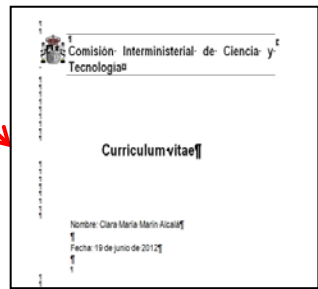 Comisión Interministerial de Ciencia y
Tecnología
Curriculum vitae
Nombre: Clara María Marín Alcalá
Fecha: 19 de junio de 2012